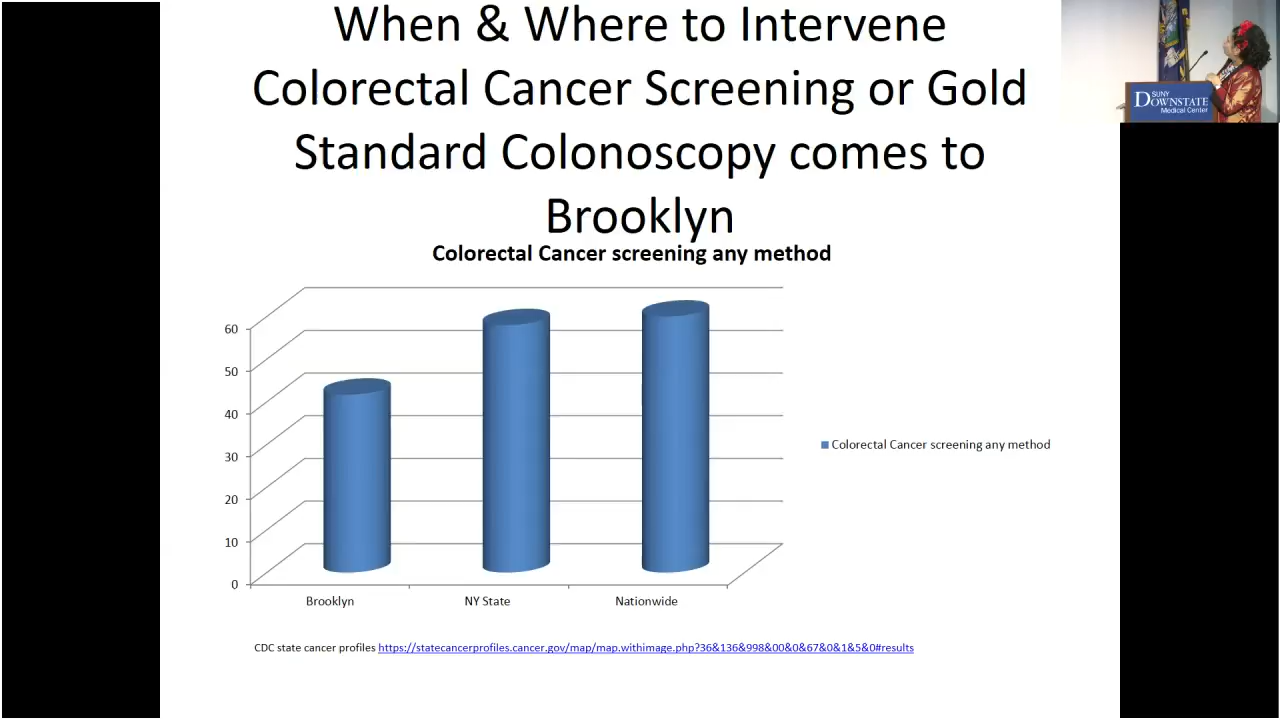 When & Where to Intervene
Colorectal Cancer Screening or Gold
Standard Colonoscopy comes to
Brooklyn
Colorectal Cancer screening any method
60
50
40
30
20
10
0
Brooklyn
NY State
Nationwide
Colorectal Cancer screening any method
CDC state cancer profiles https://statecancerprofiles.cancer.gov/map/map.withimage.php?36&136&998&00&0&67&0&1&5&0#results
SUNY
DOWNSTATE
Medical Center